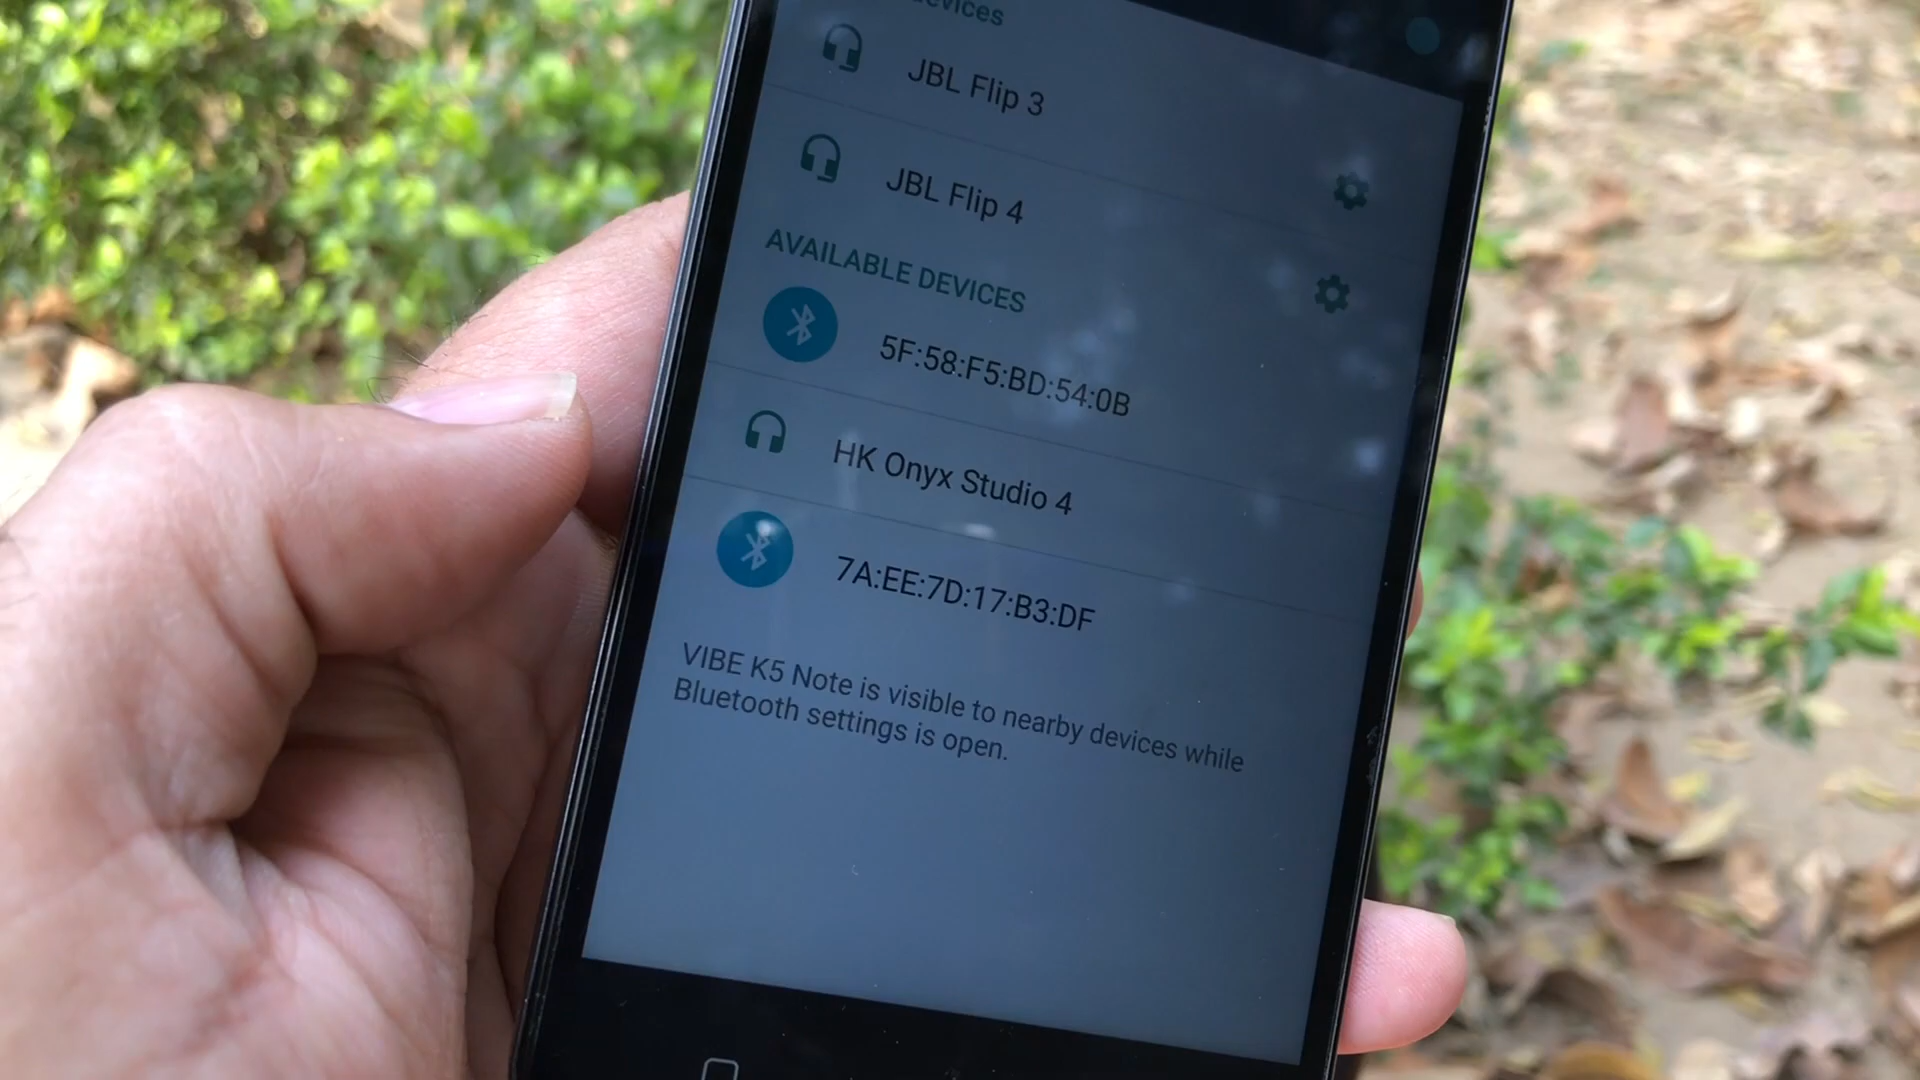 devices
JBL Flip 3
JBL Flip 4
AVAILABLE DEVICES
5F:58:F5:BD:54:0B
HK Onyx Studio 4
7A:EE:7D:17:B3:DF
VIBE K5 Note is visible to nearby devices while
Bluetooth settings is open.